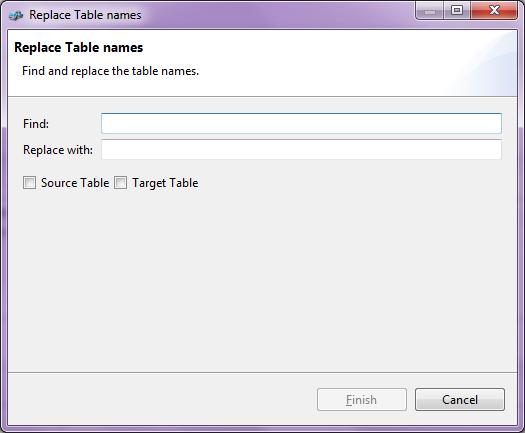 Replace Table names
Replace Table names
Find and replace the table names.
Find:
Replace with:
Source Table Target Table
Finish Cancel